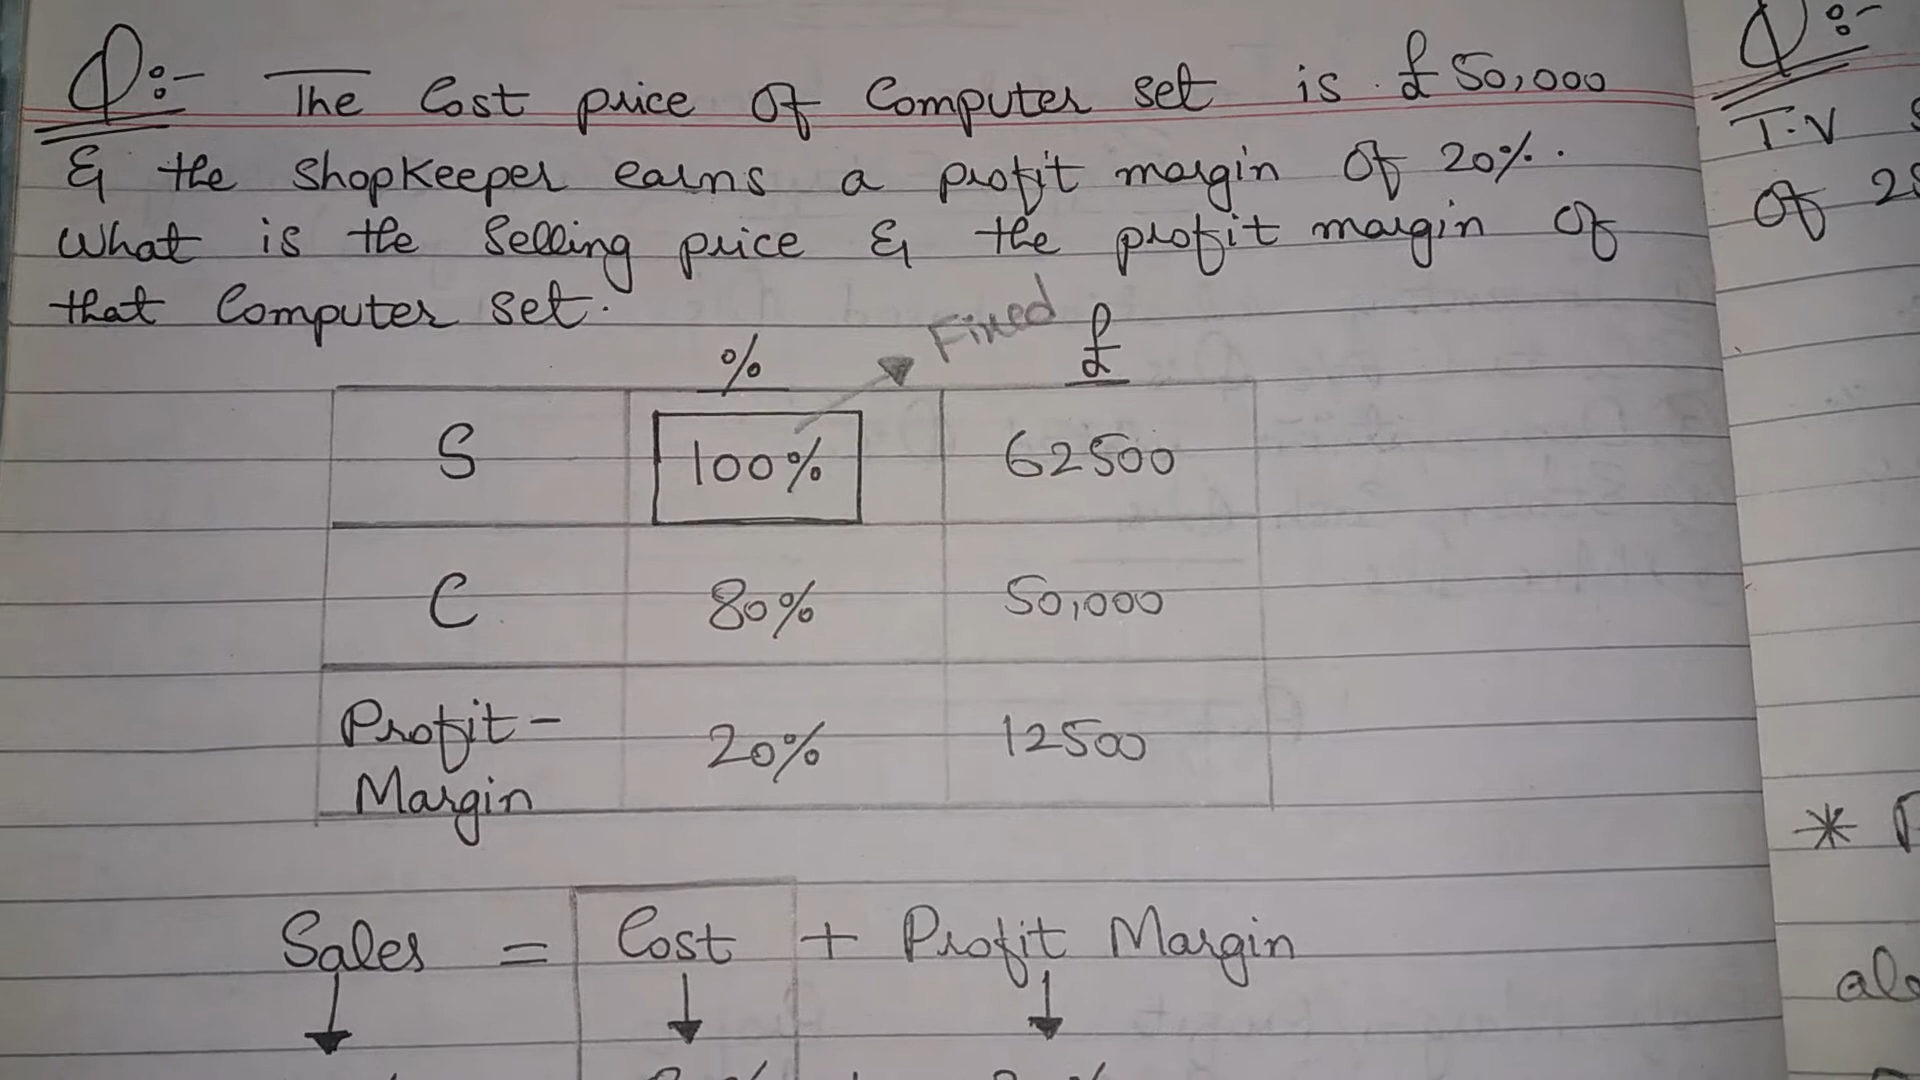 Q:- The Cost price of Computer set is £50,000
& the shopkeeper earns a profit margin of 20%.
What is the Selling price & the profit margin of
that Computer set.
% Fixed £
S 100% 62500
C 80% 50,000
Profit-
Margin 20% 12500
Sales = Cost + Profit Margin
Q:-
T.V
of
*